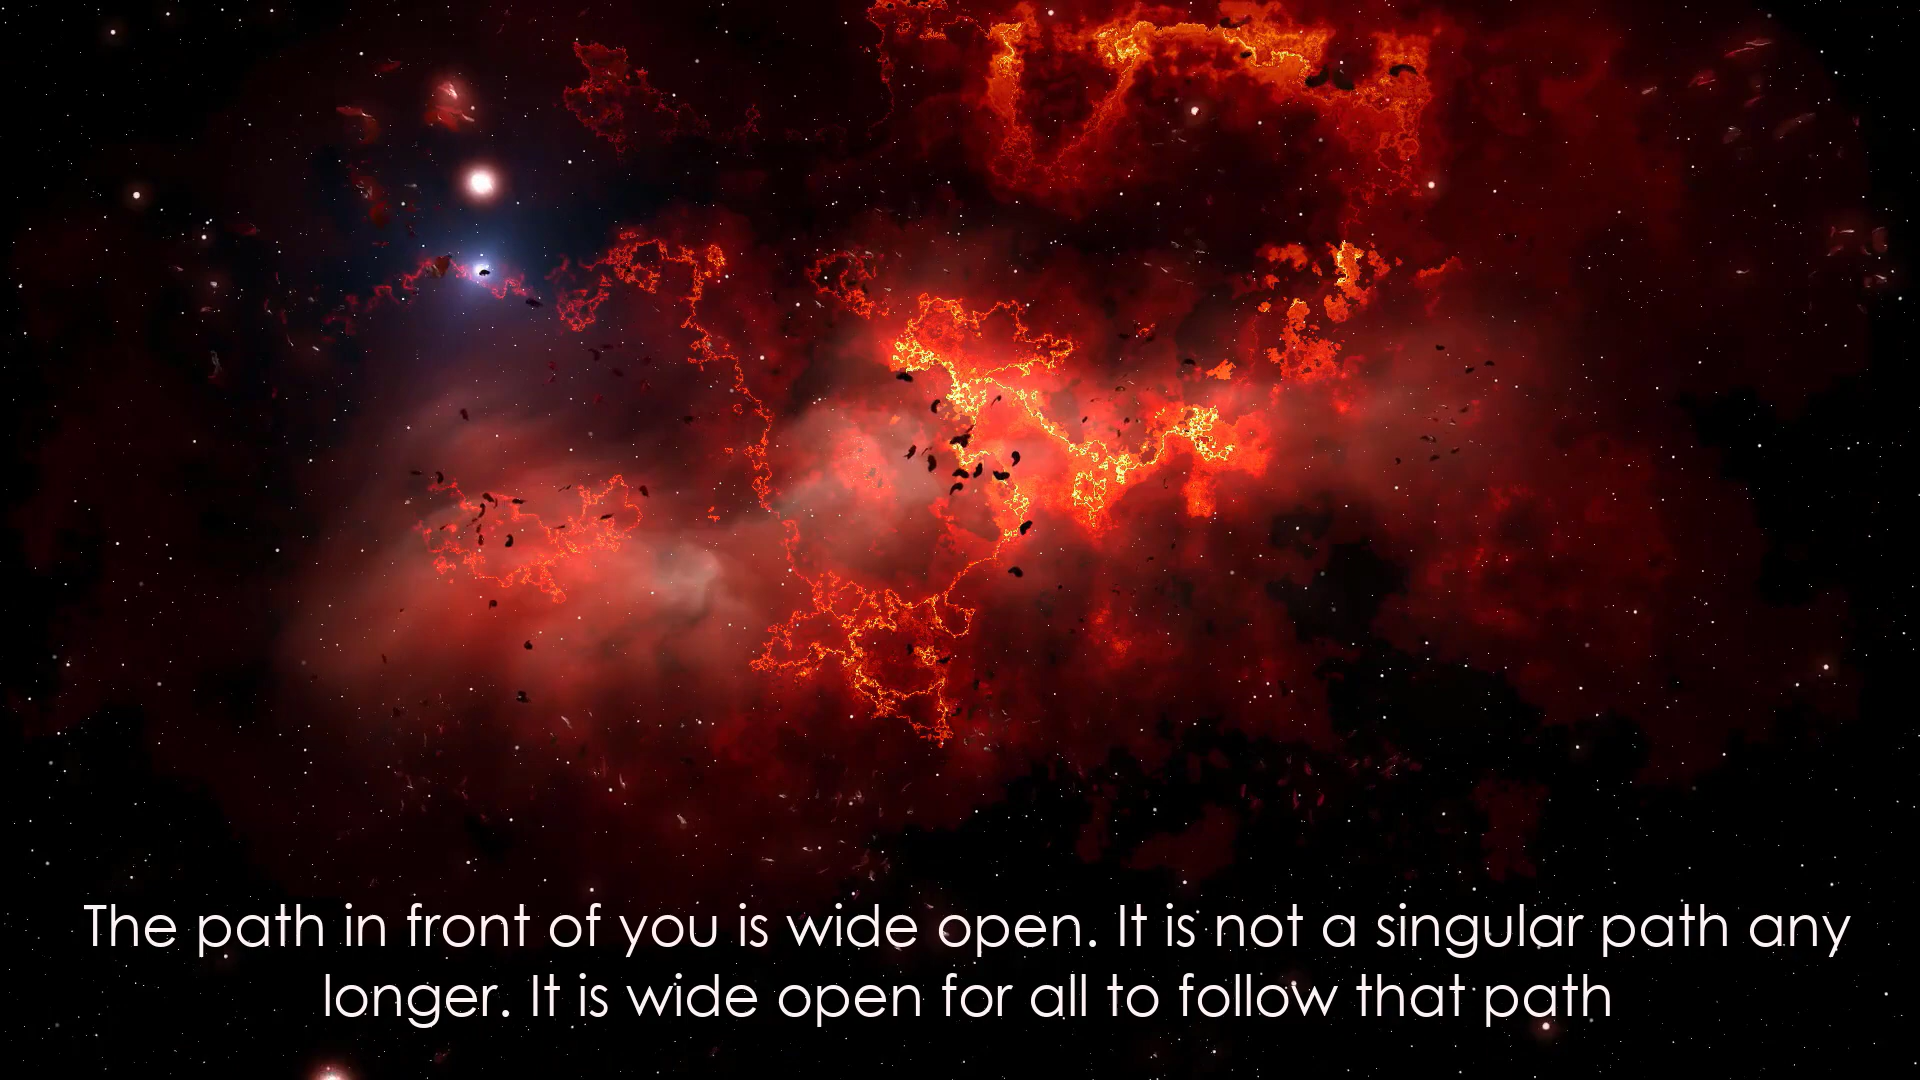 The path in front of you is wide open. It is not a singular path any
longer. It is wide open for all to follow that path